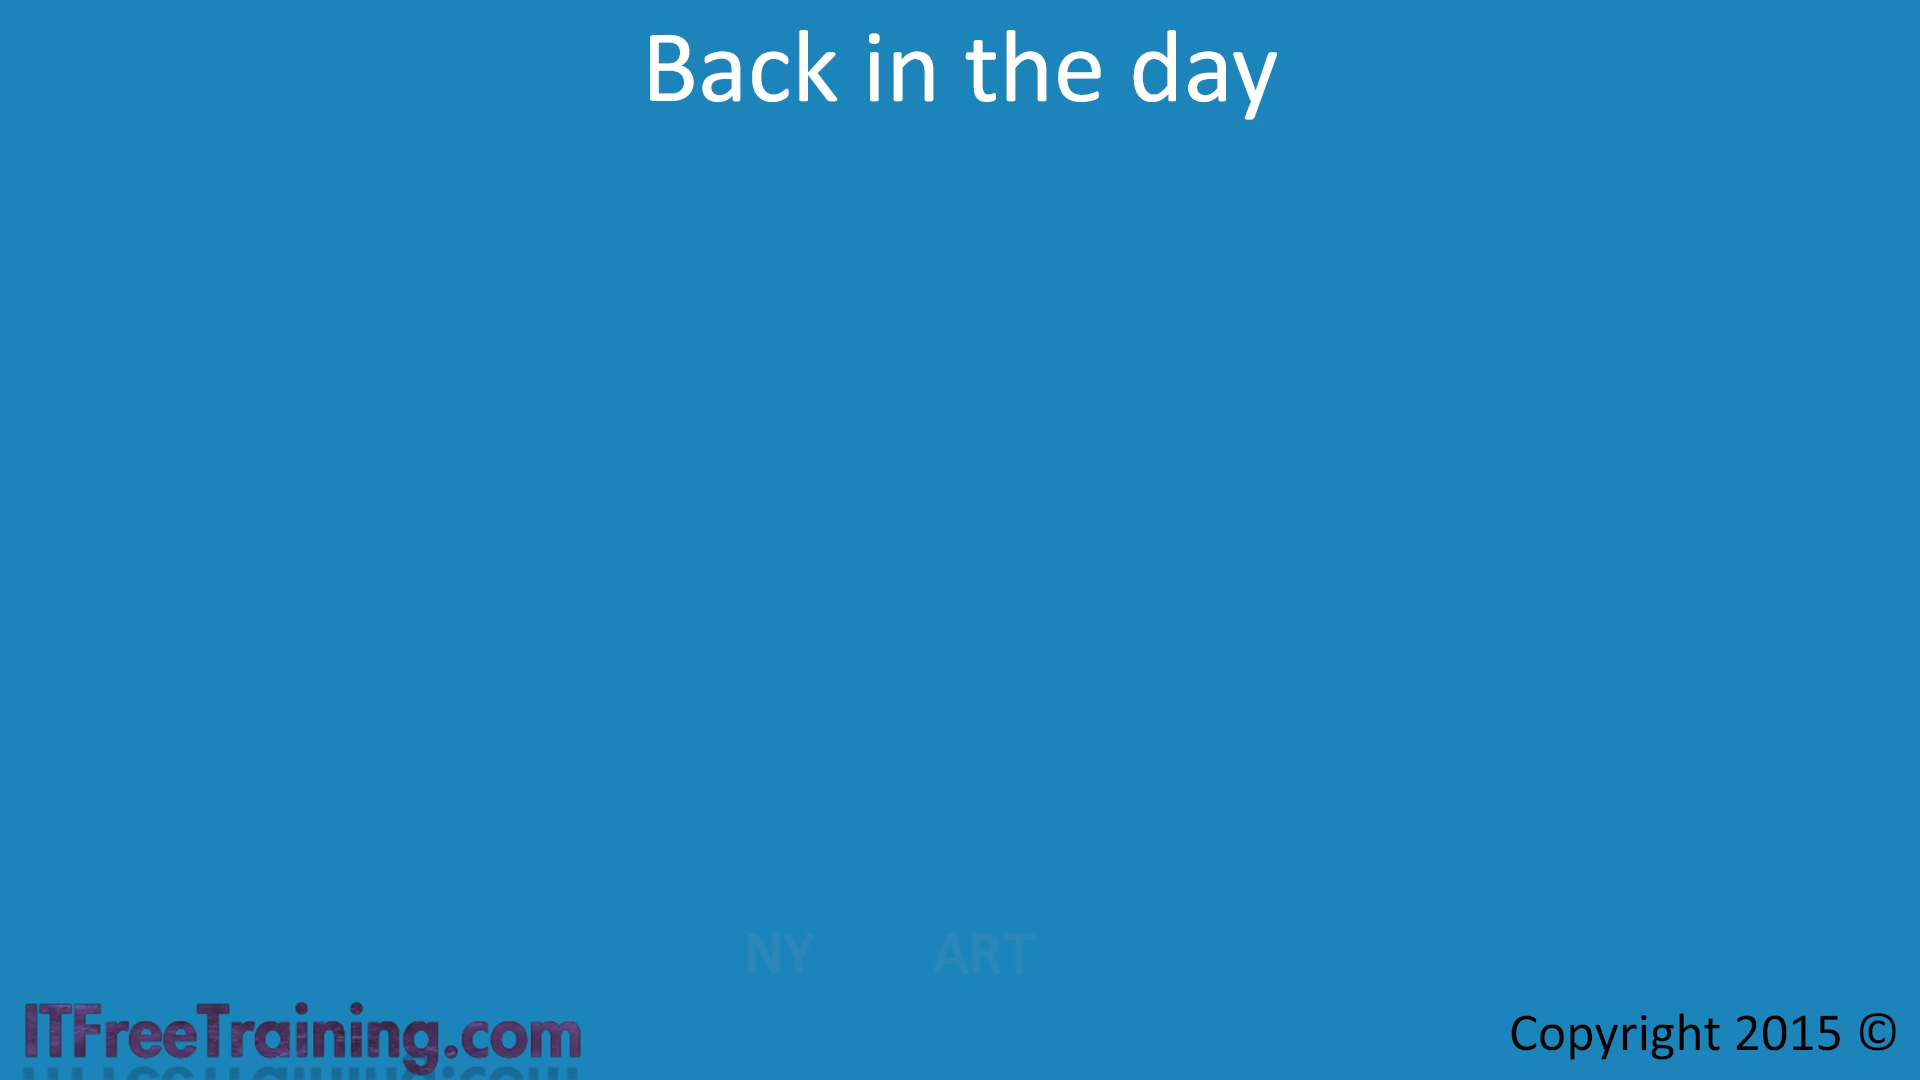 Back in the day
Printer Name
NY ART
ITFreeTraining.com
Copyright 2015 ©